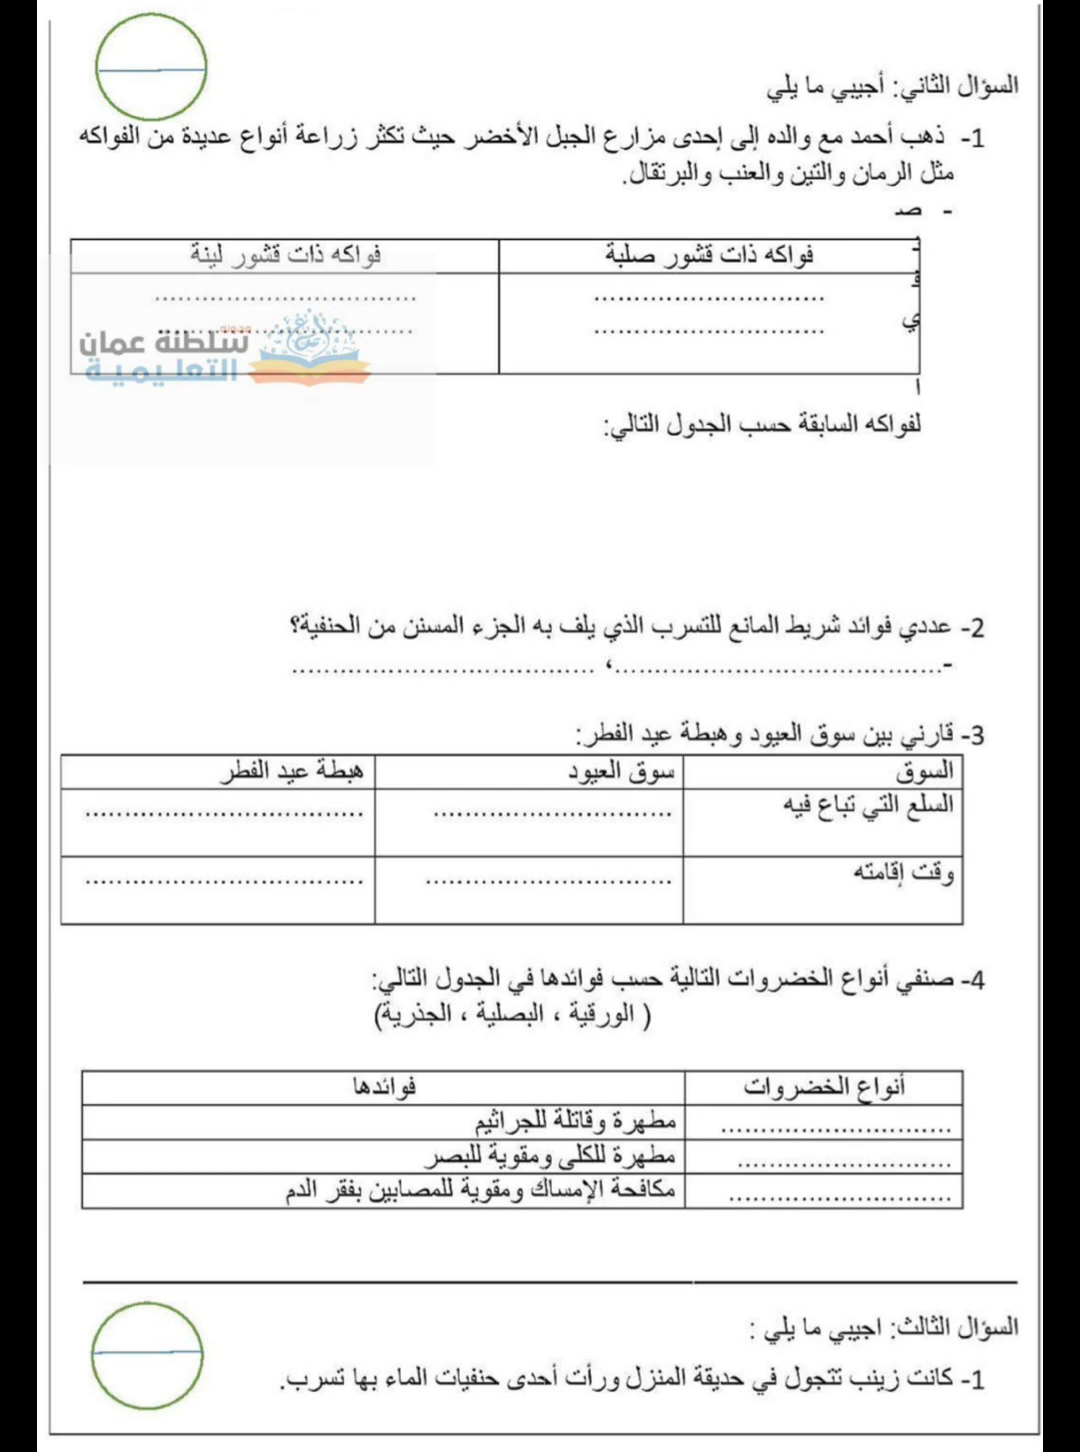 السؤال الثاني: أجيبي ما يلي
1- ذهب أحمد مع والده إلى إحدى مزارع الجبل الأخضر حيث تكثر زراعة أنواع عديدة من الفواكه
مثل الرمان والتين والعنب والبرتقال.
- صـ
فواكه ذات قشور صلبة	فواكه ذات قشور لينة
.............................	.................................
.............................	.................................
ي
ا
سلطنة عمان
التعليمية
لفواكه السابقة حسب الجدول التالي:
2- عددي فوائد شريط المانع للتسرب الذي يلف به الجزء المسنن من الحنفية؟
-.........................................، ......................................
3- قارني بين سوق العيود وهبطة عيد الفطر:
السوق	سوق العيود	هبطة عيد الفطر
السلع التي تباع فيه	..............................	...................................
وقت إقامته	...............................	...................................
4- صنفي أنواع الخضروات التالية حسب فوائدها في الجدول التالي:
( الورقية ، البصلية ، الجذرية)
أنواع الخضروات	فوائدها
.............................	مطهرة وقاتلة للجراثيم
...........................	مطهرة للكلى ومقوية للبصر
............................	مكافحة الإمساك ومقوية للمصابين بفقر الدم
السؤال الثالث: اجيبي ما يلي :
1- كانت زينب تتجول في حديقة المنزل ورأت أحدى حنفيات الماء بها تسرب.